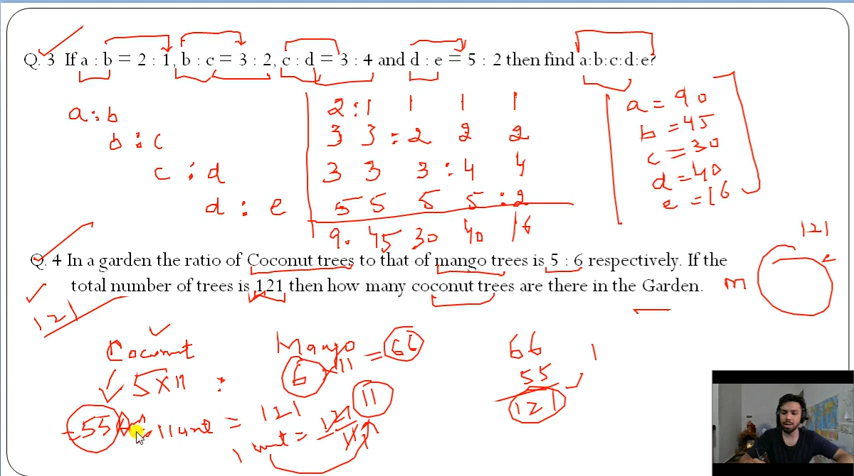 Q. 3 If a : b = 2 : 1, b : c = 3 : 2, c : d = 3 : 4 and d : e = 5 : 2 then find a:b:c:d:e?
a : b
b : c
c : d
d : e
2 : 1 1 1 1
3 3 : 2 2 2
3 3 3 : 4 4
5 5 5 5 : 2
90 45 30 40 16
a = 90
b = 45
c = 30
d = 40
e = 16
Q. 4 In a garden the ratio of Coconut trees to that of mango trees is 5 : 6 respectively. If the
total number of trees is 121 then how many coconut trees are there in the Garden.
121
121
m
Coconut Mango
5 x 11 : 6 x 11 = 66
= 55
11 unit = 121
1 unit = 121/11
11
66
55
121